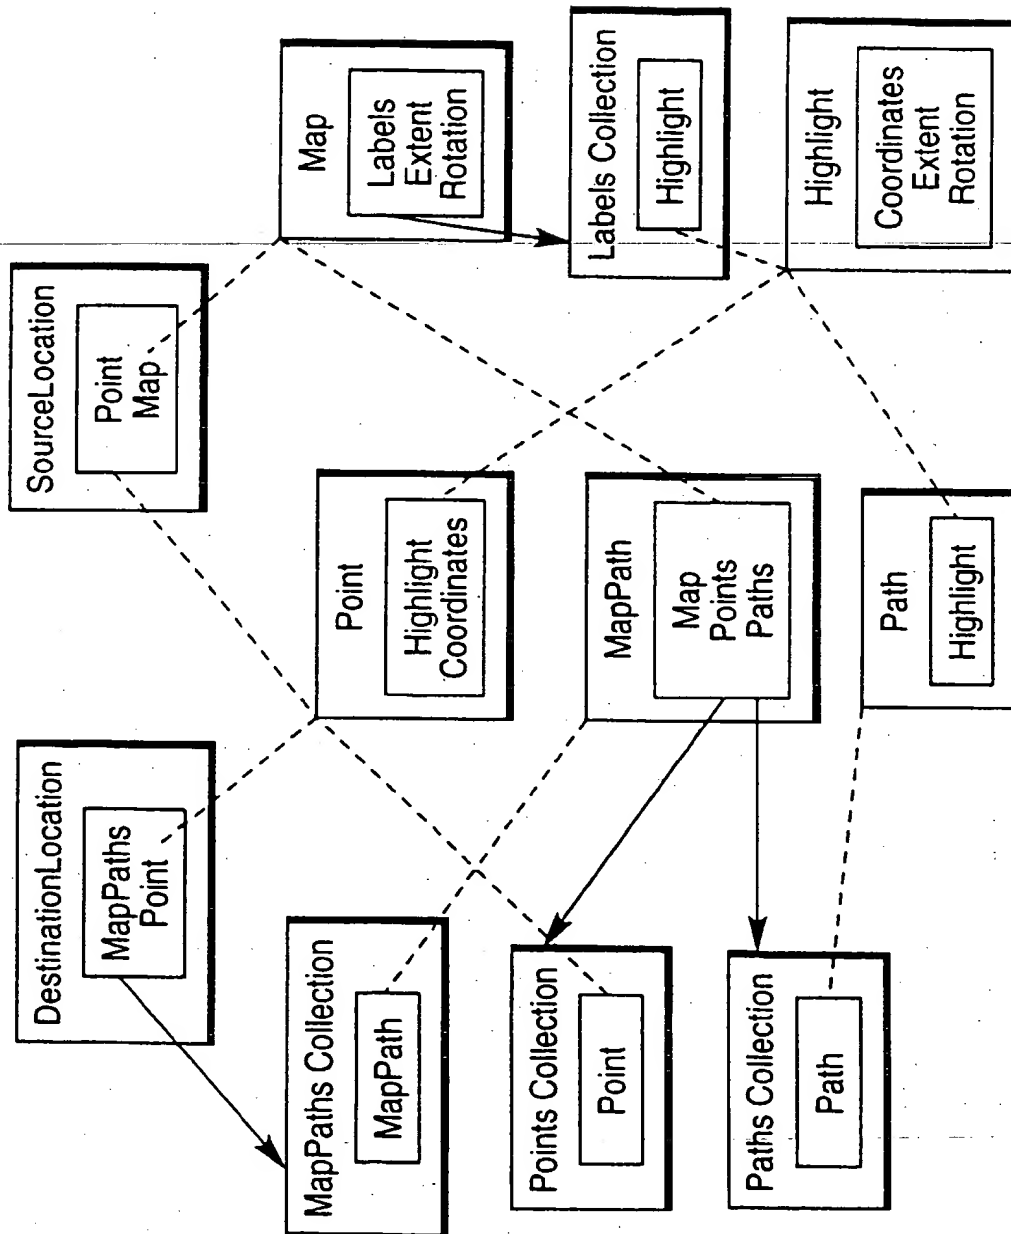 DestinationLocation
MapPaths
Point
SourceLocation
Point
Map
MapPaths Collection
MapPath
Point
Highlight
Coordinates
Map
Labels
Extent
Rotation
Points Collection
Point
MapPath
Map
Points
Paths
Labels Collection
Highlight
Paths Collection
Path
Path
Highlight
Highlight
Coordinates
Extent
Rotation